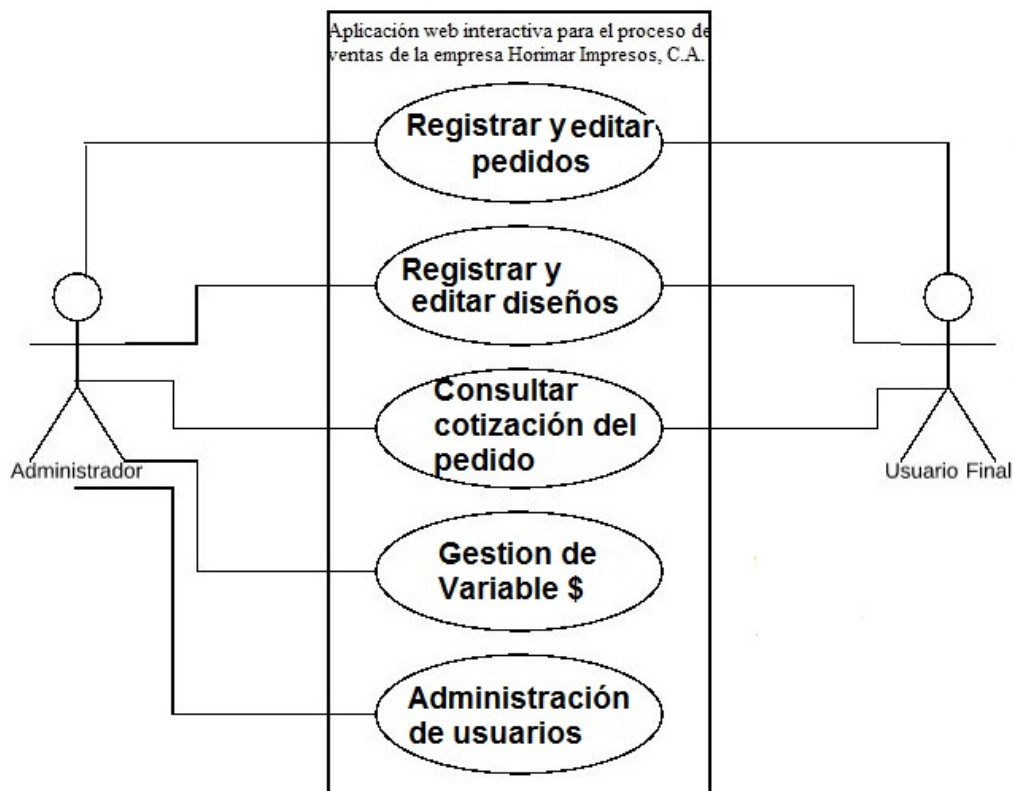 Aplicación web interactiva para el proceso de
ventas de la empresa Horimar Impresos, C.A.
Registrar y editar
pedidos
Registrar y
editar diseños
Consultar
cotización del
pedido
Administrador
Usuario Final
Gestion de
Variable $
Administración
de usuarios